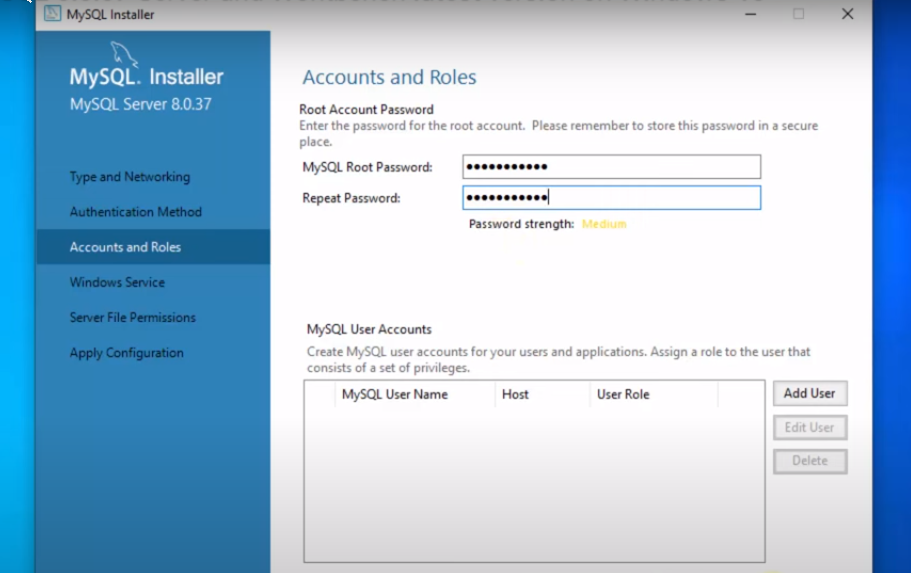 MySQL Installer
MySQL. Installer
MySQL Server 8.0.37
Type and Networking
Authentication Method
Accounts and Roles
Windows Service
Server File Permissions
Apply Configuration
Accounts and Roles
Root Account Password
Enter the password for the root account. Please remember to store this password in a secure
place.
MySQL Root Password: ●●●●●●●●●●●
Repeat Password: ●●●●●●●●●●●
Password strength: Medium
MySQL User Accounts
Create MySQL user accounts for your users and applications. Assign a role to the user that
consists of a set of privileges.
MySQL User Name Host User Role
Add User
Edit User
Delete